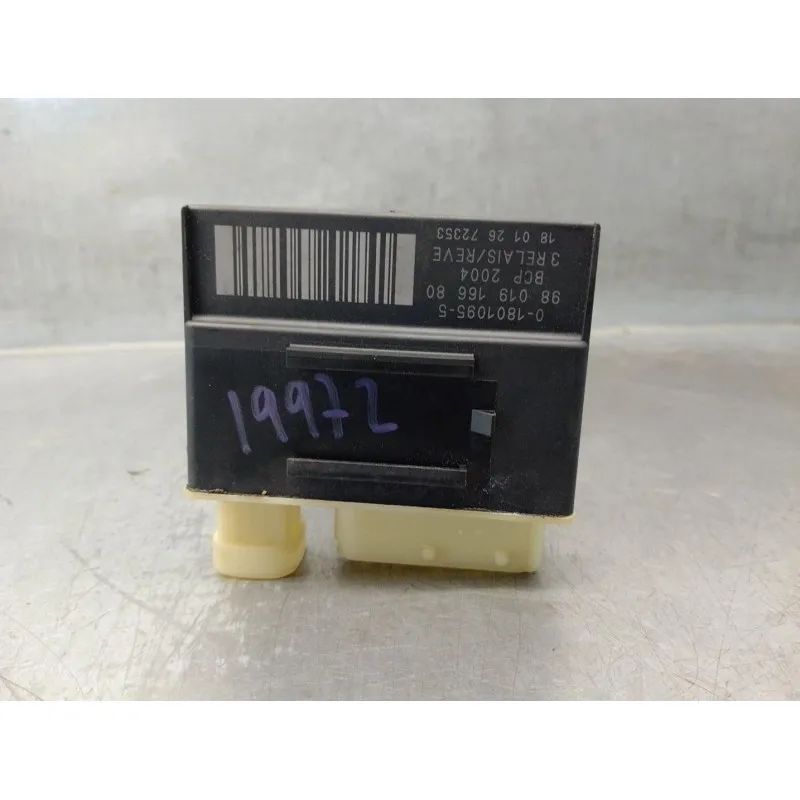 0-1801095-5
98 019 166 80
BCP 2004
3 RELAIS/REVE
18 01 26 72353
19972